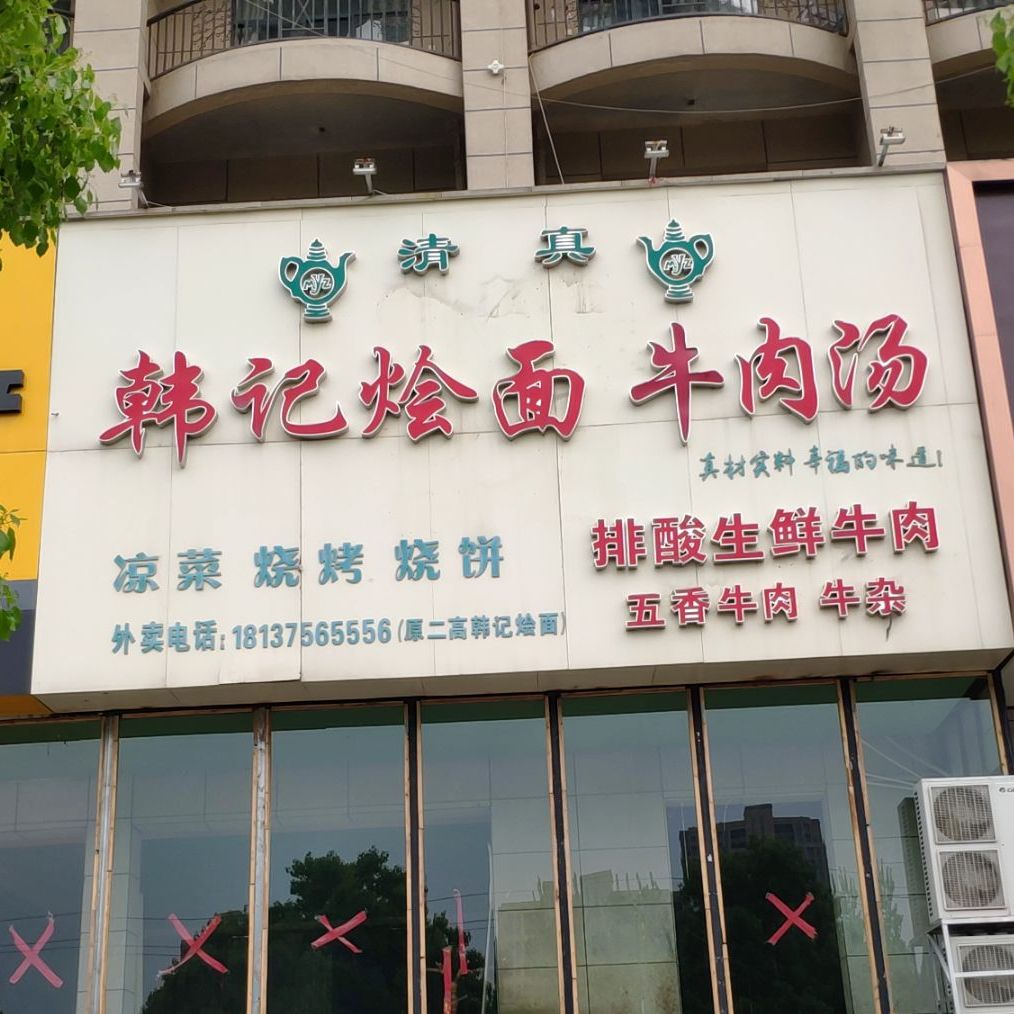 清真
MYZ MYZ
韩记烩面 牛肉汤
真材实料 幸福的味道!
凉菜 烧烤 烧饼
外卖电话:18137565556(原二高韩记烩面)
排酸生鲜牛肉
五香牛肉 牛杂